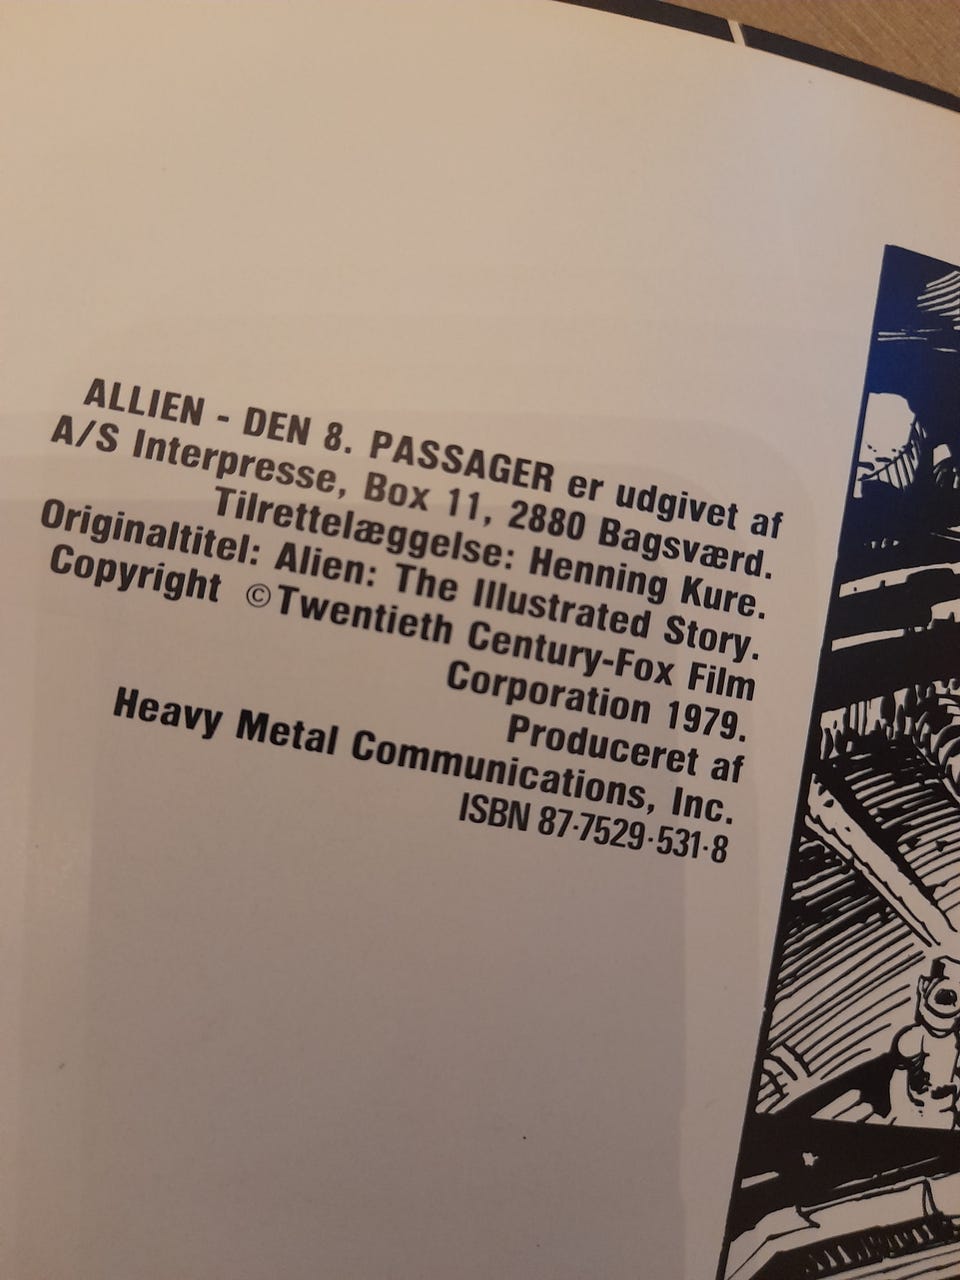 ALLIEN - DEN 8. PASSAGER er udgivet af
A/S Interpresse, Box 11, 2880 Bagsværd.
Tilrettelæggelse: Henning Kure.
Originaltitel: Alien: The Illustrated Story.
Copyright ©Twentieth Century-Fox Film
Corporation 1979.
Produceret af
Heavy Metal Communications, Inc.
ISBN 87-7529-531-8